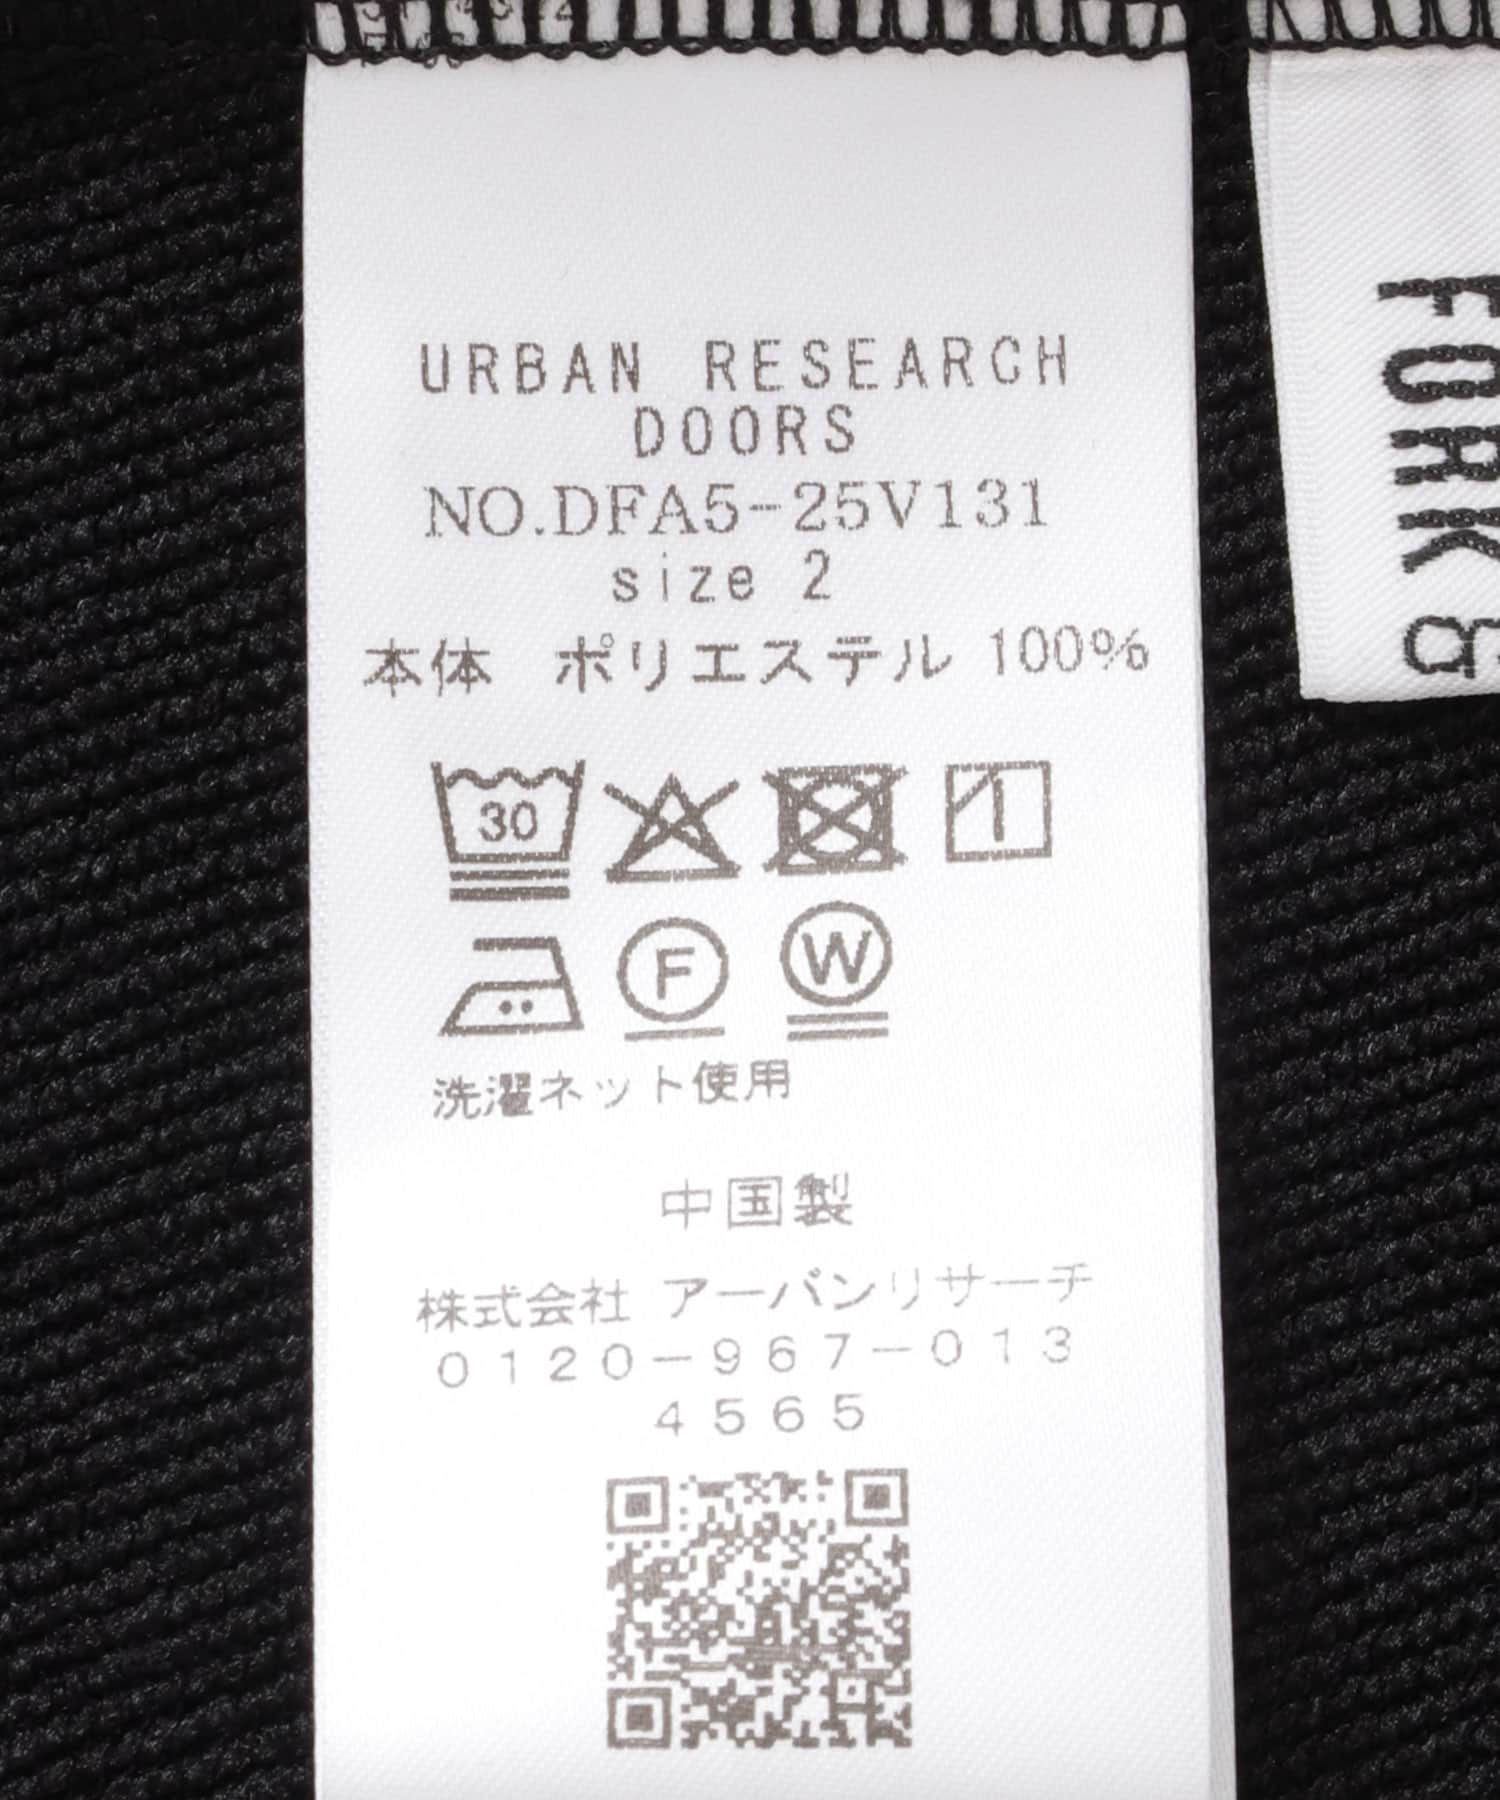 URBAN RESEARCH
DOORS
NO.DFA5-25V131
size 2
本体 ポリエステル 100%
30
F
W
洗濯ネット使用
中国製
株式会社 アーバンリサーチ
0120-967-013
4565
FORK &